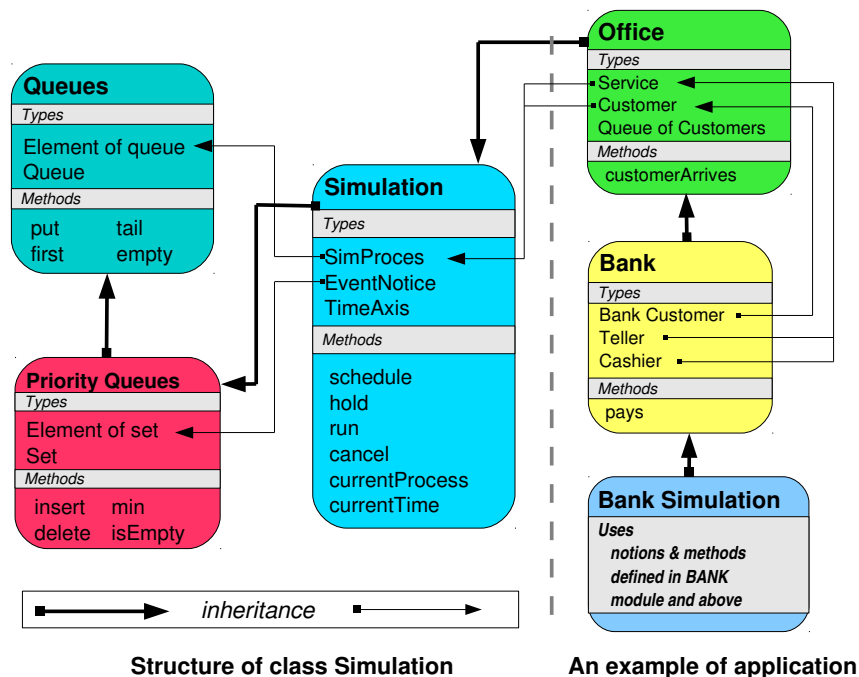 Queues
Types
Element of queue
Queue
Methods
put tail
first empty
Priority Queues
Types
Element of set
Set
Methods
insert min
delete isEmpty
Simulation
Types
SimProces
EventNotice
TimeAxis
Methods
schedule
hold
run
cancel
currentProcess
currentTime
Office
Types
Service
Customer
Queue of Customers
Methods
customerArrives
Bank
Types
Bank Customer
Teller
Cashier
Methods
pays
Bank Simulation
Uses
notions & methods
defined in BANK
module and above
inheritance
Structure of class Simulation
An example of application